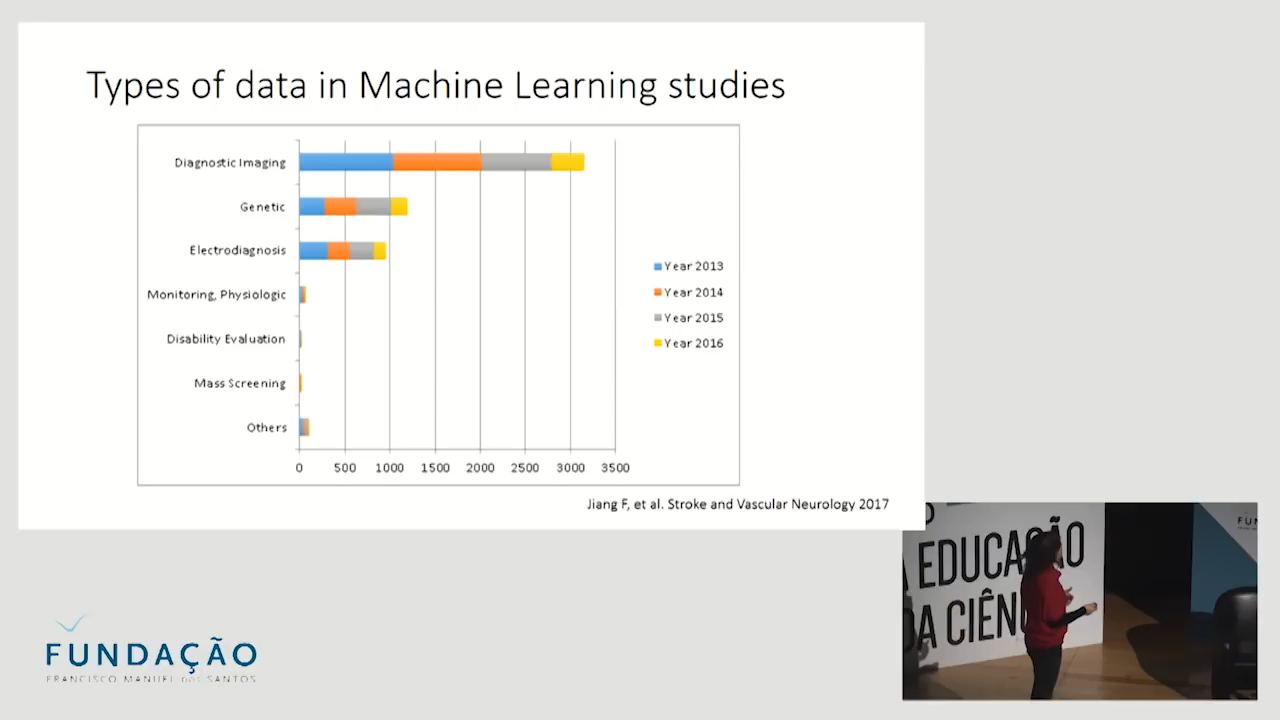 Types of data in Machine Learning studies
Diagnostic Imaging
Genetic
Electrodiagnosis
Monitoring, Physiologic
Disability Evaluation
Mass Screening
Others
0 500 1000 1500 2000 2500 3000 3500
Year 2013
Year 2014
Year 2015
Year 2016
Jiang F, et al. Stroke and Vascular Neurology 2017
EDUCAÇÃO
DA CIÊN
FUN
FUNDAÇÃO
FRANCISCO MANUEL DOS SANTOS